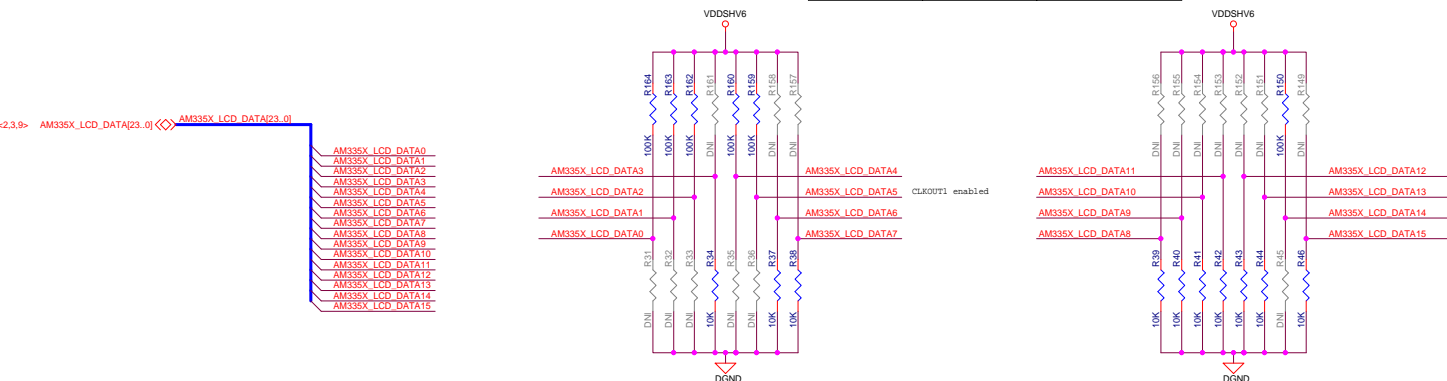 VDDSHV6
VDDSHV6
R164
R163
R162
R161
R160
R159
R158
R157
R156
R155
R154
R153
R152
R151
R150
R149
100K
100K
100K
DNI
100K
100K
DNI
DNI
DNI
DNI
DNI
DNI
DNI
DNI
100K
DNI
<2,3,9> AM335X_LCD_DATA[23..0]
AM335X_LCD_DATA[23..0]
AM335X_LCD_DATA0
AM335X_LCD_DATA1
AM335X_LCD_DATA2
AM335X_LCD_DATA3
AM335X_LCD_DATA4
AM335X_LCD_DATA5
AM335X_LCD_DATA6
AM335X_LCD_DATA7
AM335X_LCD_DATA8
AM335X_LCD_DATA9
AM335X_LCD_DATA10
AM335X_LCD_DATA11
AM335X_LCD_DATA12
AM335X_LCD_DATA13
AM335X_LCD_DATA14
AM335X_LCD_DATA15
AM335X_LCD_DATA3
AM335X_LCD_DATA2
AM335X_LCD_DATA1
AM335X_LCD_DATA0
AM335X_LCD_DATA4
AM335X_LCD_DATA5
CLKOUT1 enabled
AM335X_LCD_DATA6
AM335X_LCD_DATA7
AM335X_LCD_DATA11
AM335X_LCD_DATA10
AM335X_LCD_DATA9
AM335X_LCD_DATA8
AM335X_LCD_DATA12
AM335X_LCD_DATA13
AM335X_LCD_DATA14
AM335X_LCD_DATA15
R31
R32
R33
R34
R35
R36
R37
R38
R39
R40
R41
R42
R43
R44
R45
R46
DNI
DNI
DNI
10K
DNI
DNI
10K
10K
10K
10K
10K
10K
10K
10K
DNI
10K
DGND
DGND